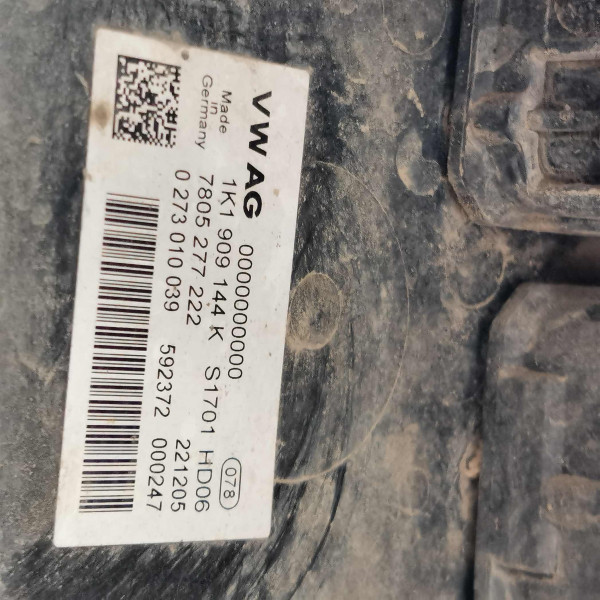 VW AG 0000000000
Made
in
Germany
1K1 909 144 K S1701 HD06
078
7805 277 222 221205
0 273 010 039 592372 000247